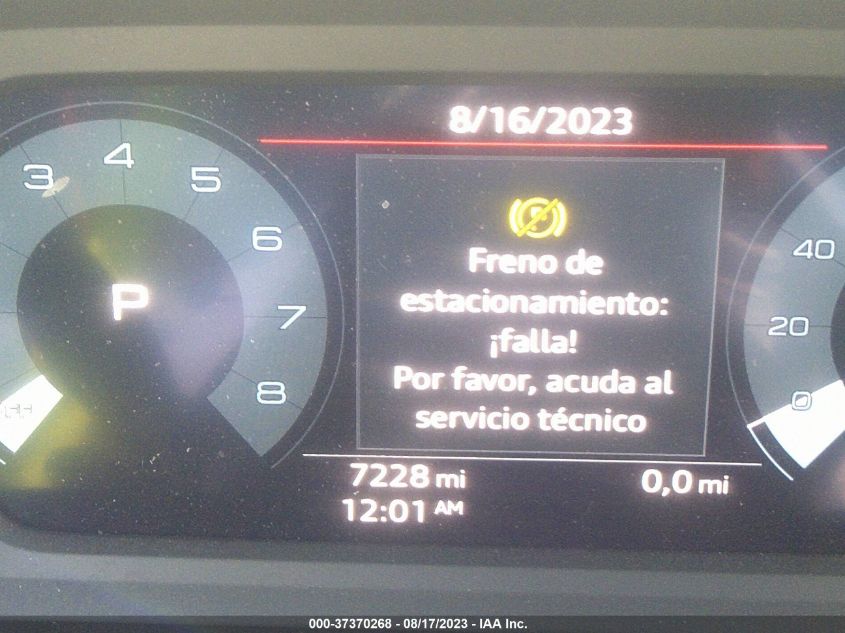 8/16/2023
3
4
5
6
7
8
P
OFF
40
20
0
Freno de
estacionamiento:
¡falla!
Por favor, acuda al
servicio técnico
7228 mi
0,0 mi
12:01 AM
000-37370268 - 08/17/2023 - IAA Inc.